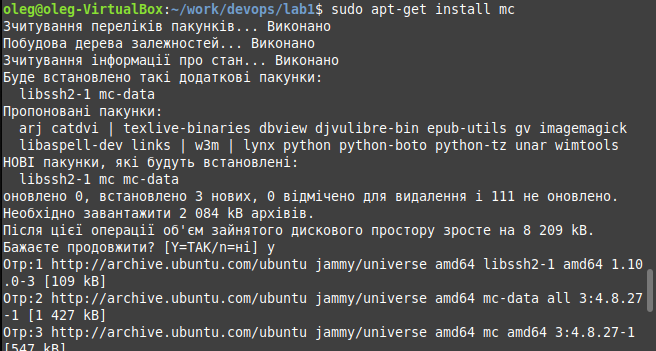 oleg@oleg-VirtualBox:~/work/devops/lab1$ sudo apt-get install mc
Зчитування переліків пакунків... Виконано
Побудова дерева залежностей... Виконано
Зчитування інформації про стан... Виконано
Буде встановлено такі додаткові пакунки:
  libssh2-1 mc-data
Пропоновані пакунки:
  arj catdvi | texlive-binaries dbview djvulibre-bin epub-utils gv imagemagick
  libaspell-dev links | w3m | lynx python python-boto python-tz unar wimtools
НОВІ пакунки, які будуть встановлені:
  libssh2-1 mc mc-data
оновлено 0, встановлено 3 нових, 0 відмічено для видалення і 111 не оновлено.
Необхідно завантажити 2 084 kB архівів.
Після цієї операції об'єм зайнятого дискового простору зросте на 8 209 kB.
Бажаєте продовжити? [Y=ТАК/n=ні] y
Отр:1 http://archive.ubuntu.com/ubuntu jammy/universe amd64 libssh2-1 amd64 1.10
.0-3 [109 kB]
Отр:2 http://archive.ubuntu.com/ubuntu jammy/universe amd64 mc-data all 3:4.8.27
-1 [1 427 kB]
Отр:3 http://archive.ubuntu.com/ubuntu jammy/universe amd64 mc amd64 3:4.8.27-1
[547 kB]